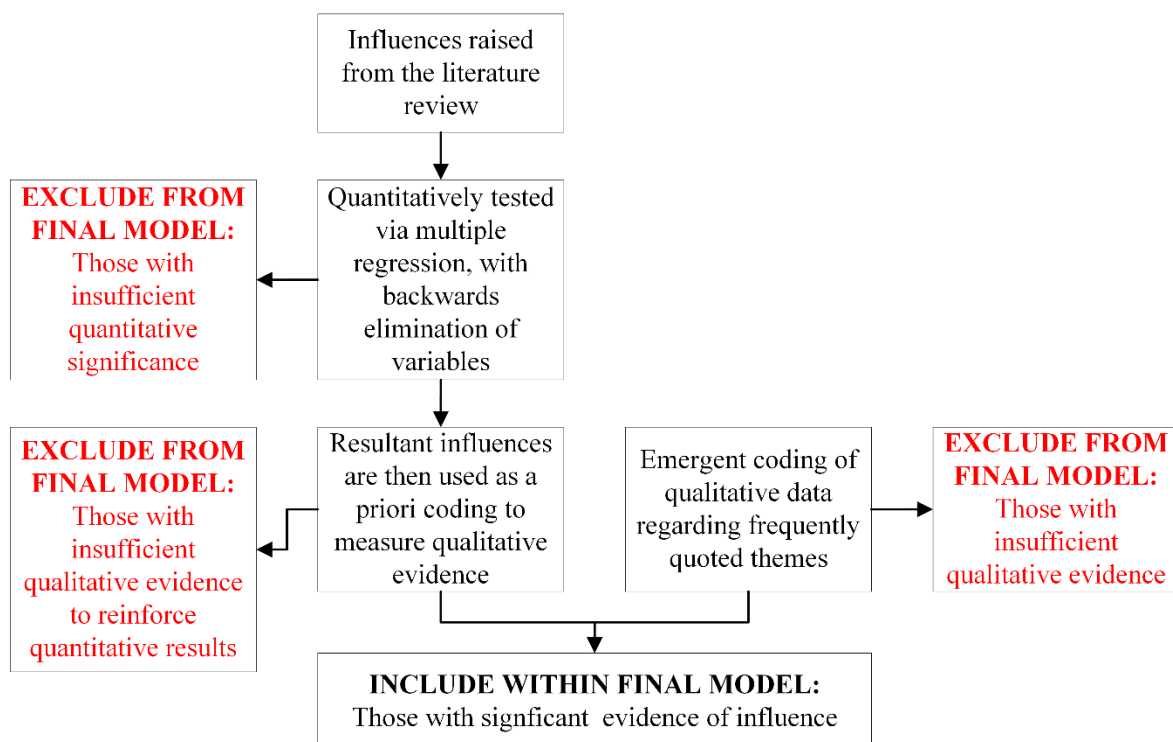 Influences raised
from the literature
review
EXCLUDE FROM
FINAL MODEL:
Those with
insufficient
quantitative
significance
Quantitatively tested
via multiple
regression, with
backwards
elimination of
variables
EXCLUDE FROM
FINAL MODEL:
Those with
insufficient
qualitative evidence
to reinforce
quantitative results
Resultant influences
are then used as a
priori coding to
measure qualitative
evidence
Emergent coding of
qualitative data
regarding frequently
quoted themes
EXCLUDE FROM
FINAL MODEL:
Those with
insufficient
qualitative evidence
INCLUDE WITHIN FINAL MODEL:
Those with signficant evidence of influence